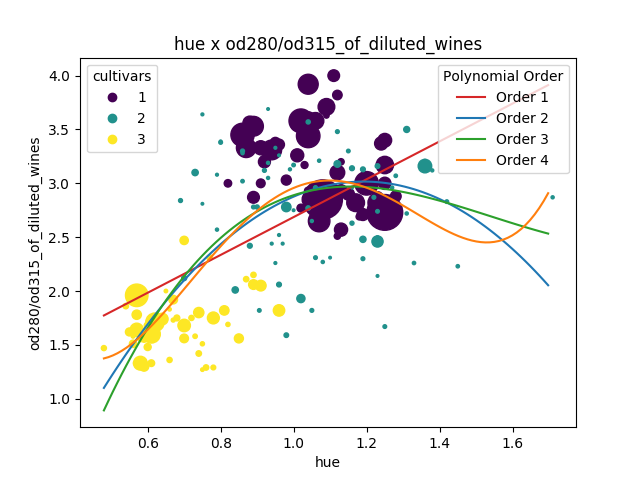 hue x od280/od315_of_diluted_wines
cultivars
1
2
3
Polynomial Order
Order 1
Order 2
Order 3
Order 4
od280/od315_of_diluted_wines
4.0
3.5
3.0
2.5
2.0
1.5
1.0
0.6 0.8 1.0 1.2 1.4 1.6
hue